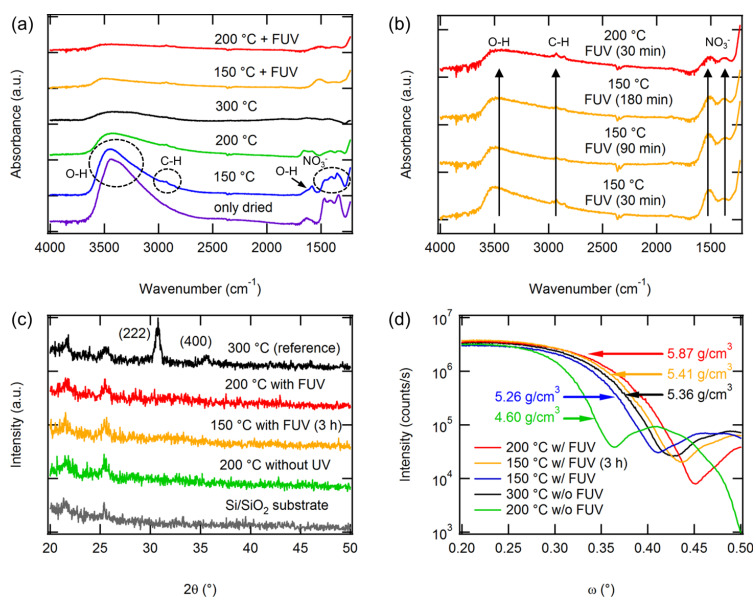 (a)
Absorbance (a.u.)
200 °C + FUV
150 °C + FUV
300 °C
200 °C
C-H
O-H
O-H
NO3-
150 °C
only dried
4000 3500 3000 2500 2000 1500
Wavenumber (cm-1)
(b)
Absorbance (a.u.)
O-H
C-H
200 °C
FUV (30 min)
NO3-
150 °C
FUV (180 min)
150 °C
FUV (90 min)
150 °C
FUV (30 min)
4000 3500 3000 2500 2000 1500
Wavenumber (cm-1)
(c)
Intensity (a.u.)
(222)
(400)
300 °C (reference)
200 °C with FUV
150 °C with FUV (3 h)
200 °C without UV
Si/SiO2 substrate
20 25 30 35 40 45 50
2θ (°)
(d)
Intensity (counts/s)
10^7
10^6
10^5
10^4
10^3
5.87 g/cm3
5.41 g/cm3
5.26 g/cm3
5.36 g/cm3
4.60 g/cm3
200 °C w/ FUV
150 °C w/ FUV (3 h)
150 °C w/ FUV
300 °C w/o FUV
200 °C w/o FUV
0.20 0.25 0.30 0.35 0.40 0.45 0.50
ω (°)